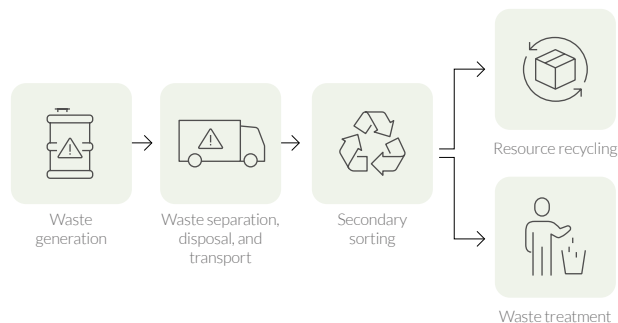 Waste
generation
Waste separation,
disposal, and
transport
Secondary
sorting
Resource recycling
Waste treatment